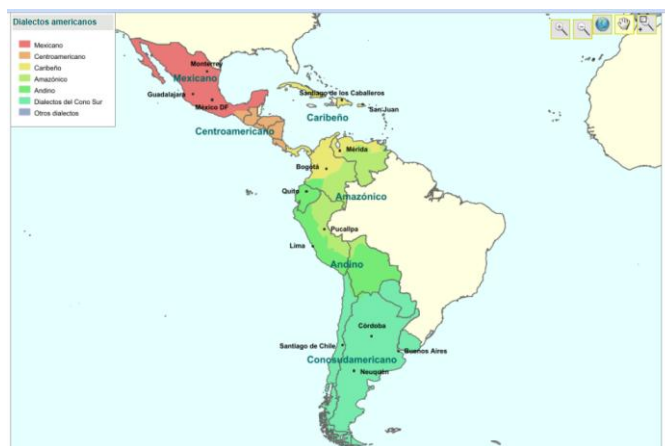 Dialectos americanos
Mexicano
Centroamericano
Caribeño
Amazónico
Andino
Dialectos del Cono Sur
Otros dialectos
Monterrey
Mexicano
Guadalajara
México DF
Santiago de los Caballeros
San Juan
Caribeño
Centroamericano
Mérida
Bogotá
Quito
Amazónico
Pucallpa
Lima
Andino
Córdoba
Santiago de Chile
Buenos Aires
Conosudamericano
Neuquén